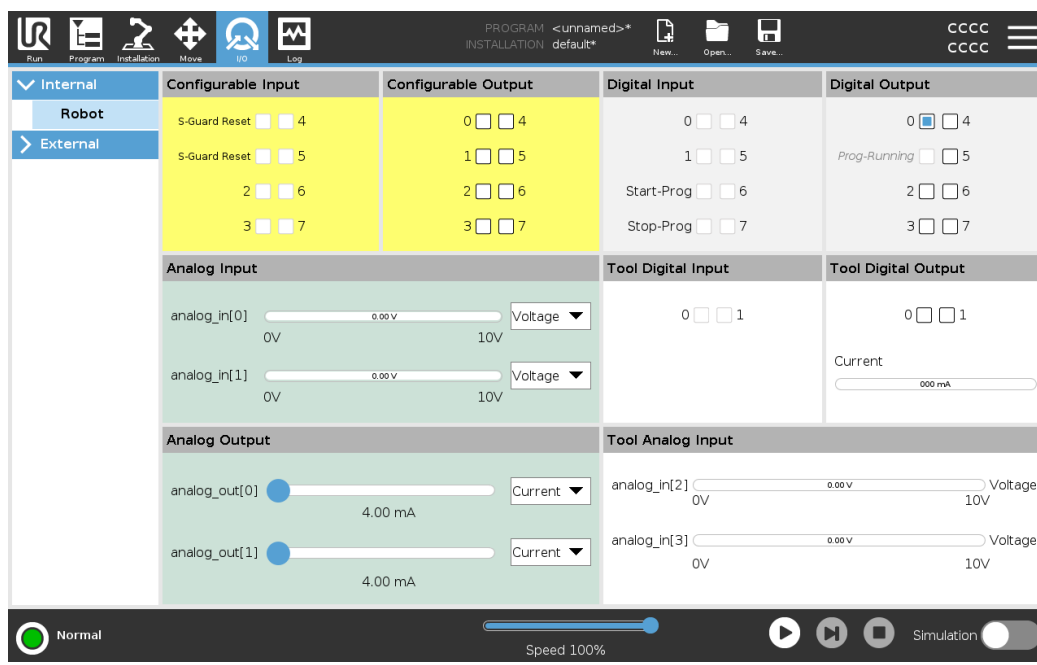 PROGRAM <unnamed>*
INSTALLATION default*
CCCC
CCCC
Run Program Installation Move I/O Log New... Open... Save...
Internal
Robot
External
Configurable Input
S-Guard Reset 4
S-Guard Reset 5
2 6
3 7
Configurable Output
0 4
1 5
2 6
3 7
Digital Input
0 4
1 5
Start-Prog 6
Stop-Prog 7
Digital Output
0 4
Prog-Running 5
2 6
3 7
Analog Input
analog_in[0] 0.00 V Voltage
0V 10V
analog_in[1] 0.00 V Voltage
0V 10V
Tool Digital Input
0 1
Tool Digital Output
0 1
Current
000 mA
Analog Output
analog_out[0] Current
4.00 mA
analog_out[1] Current
4.00 mA
Tool Analog Input
analog_in[2] 0.00 V Voltage
0V 10V
analog_in[3] 0.00 V Voltage
0V 10V
Normal
Speed 100%
Simulation